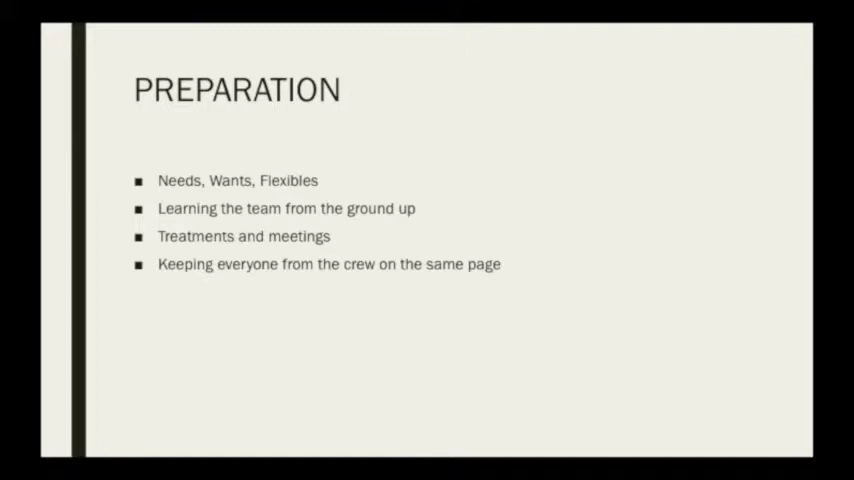 PREPARATION
■ Needs, Wants, Flexibles
■ Learning the team from the ground up
■ Treatments and meetings
■ Keeping everyone from the crew on the same page